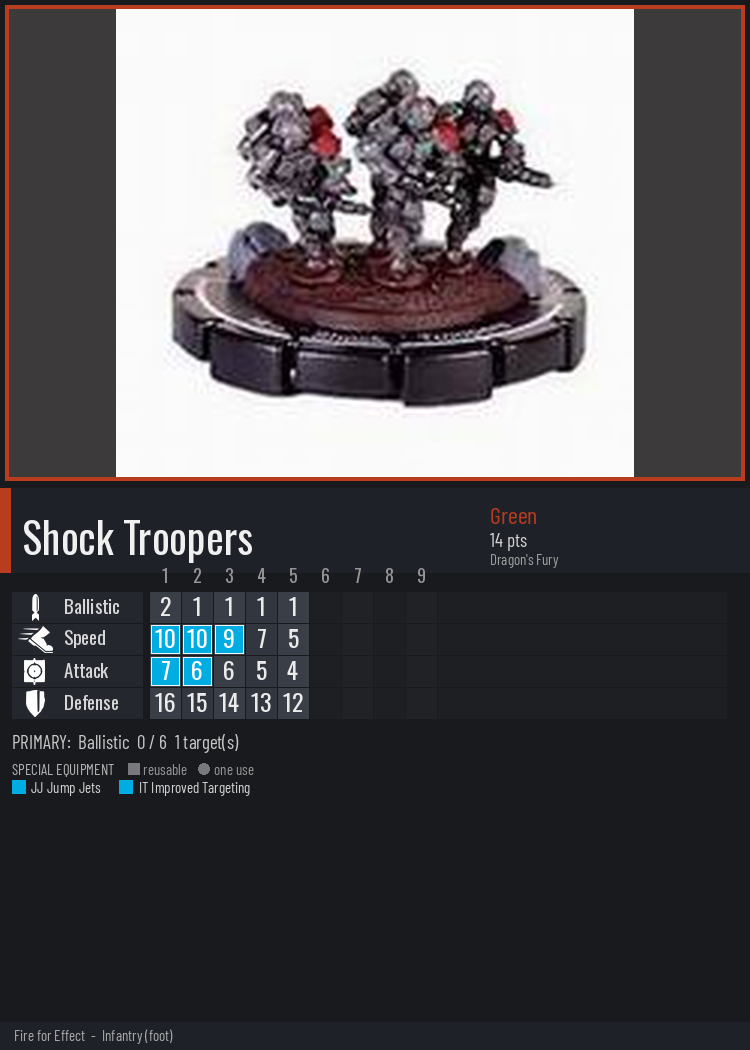 Shock Troopers
Green
14 pts
Dragon's Fury
1 2 3 4 5 6 7 8 9
Ballistic 2 1 1 1 1
Speed 10 10 9 7 5
Attack 7 6 6 5 4
Defense 16 15 14 13 12
PRIMARY: Ballistic 0 / 6 1 target(s)
SPECIAL EQUIPMENT reusable one use
JJ Jump Jets IT Improved Targeting
Fire for Effect - Infantry (foot)